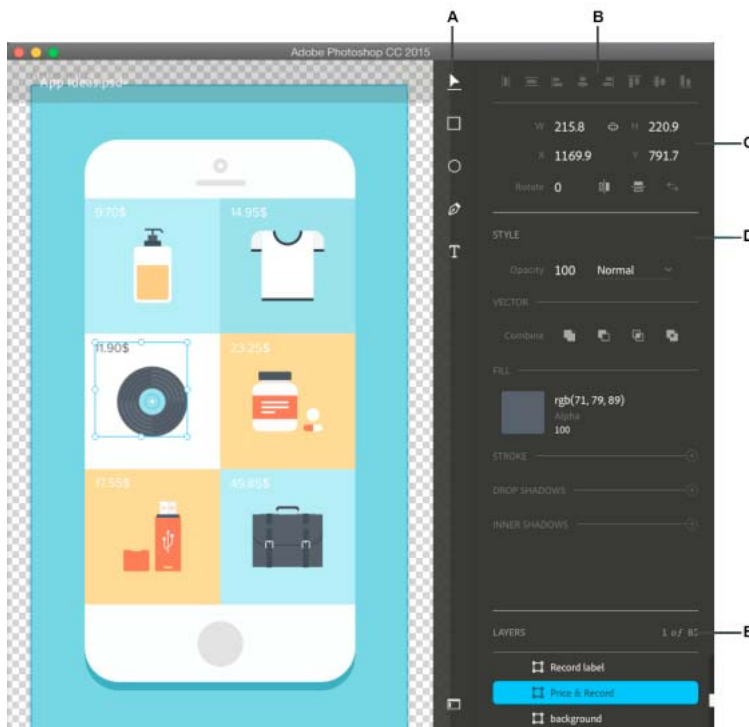 A
B
Adobe Photoshop CC 2015
App Ideas.psd
W 215.8 H 220.9
C
X 1169.9 Y 791.7
Rotate 0
9.70$ 14.95$
D
STYLE
T
Opacity 100 Normal
VECTOR
Combine
11.90$ 23.25$
FILL
rgb(71, 79, 89)
Alpha
100
STROKE
17.55$ 45.85$
DROP SHADOWS
INNER SHADOWS
LAYERS 1 of 8
E
Record label
Price & Record
background